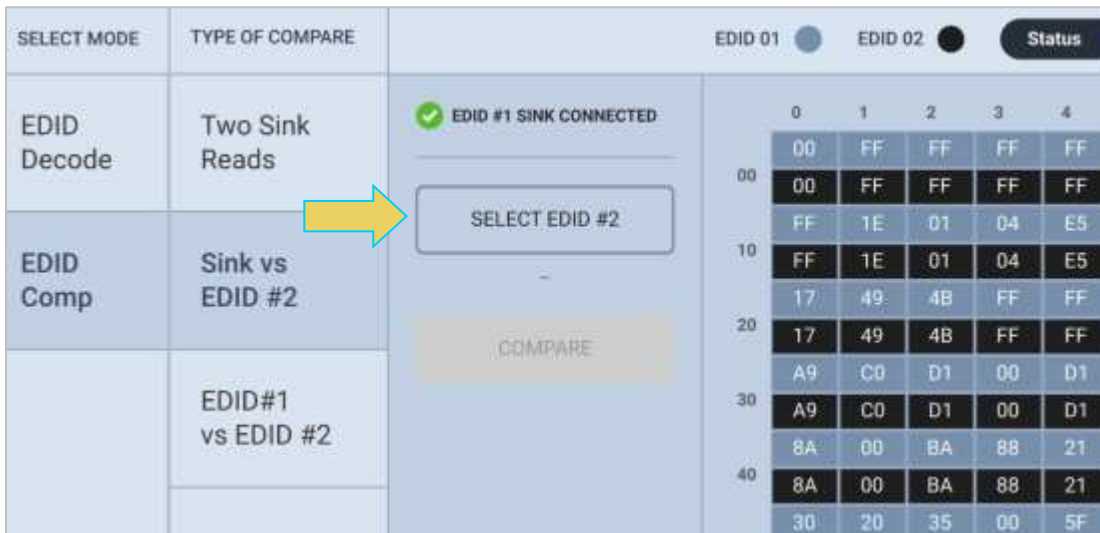 SELECT MODE
TYPE OF COMPARE
EDID 01
EDID 02
Status
EDID
Decode
Two Sink
Reads
EDID
Comp
Sink vs
EDID #2
EDID#1
vs EDID #2
EDID #1 SINK CONNECTED
SELECT EDID #2
–
COMPARE
0 1 2 3 4
00 FF FF FF FF
00
00 FF FF FF FF
FF 1E 01 04 E5
10
FF 1E 01 04 E5
17 49 4B FF FF
20
17 49 4B FF FF
A9 C0 D1 00 D1
30
A9 C0 D1 00 D1
8A 00 BA 88 21
40
8A 00 BA 88 21
30 20 35 00 5F